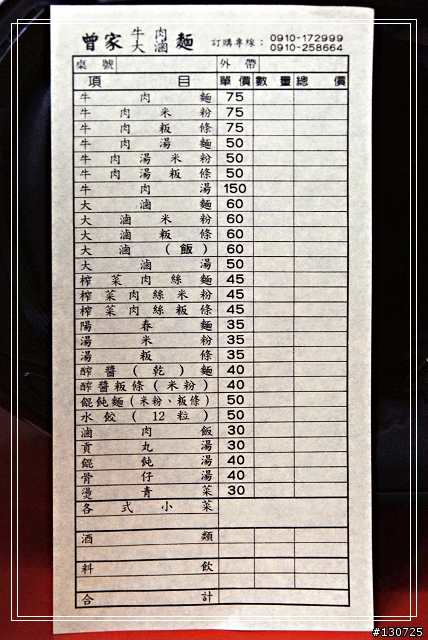 曾家 牛肉 大滷 麵 訂購專線：0910-172999 0910-258664
桌號 外帶
項目 單價 數量 總價
牛肉麵 75
牛肉米粉 75
牛肉粄條 75
牛肉湯麵 50
牛肉湯米粉 50
牛肉湯粄條 50
牛肉湯 150
大滷麵 60
大滷米粉 60
大滷粄條 60
大滷(飯) 60
大滷湯 50
榨菜肉絲麵 45
榨菜肉絲米粉 45
榨菜肉絲粄條 45
陽春麵 35
湯米粉 35
湯粄條 35
醡醬(乾)麵 40
醡醬粄條(米粉) 40
餛飩麵(米粉、粄條) 50
水餃(12粒) 50
滷肉飯 30
貢丸湯 30
餛飩湯 40
骨仔湯 40
燙青菜 30
各式小菜
酒類
料飲
合計
#130725